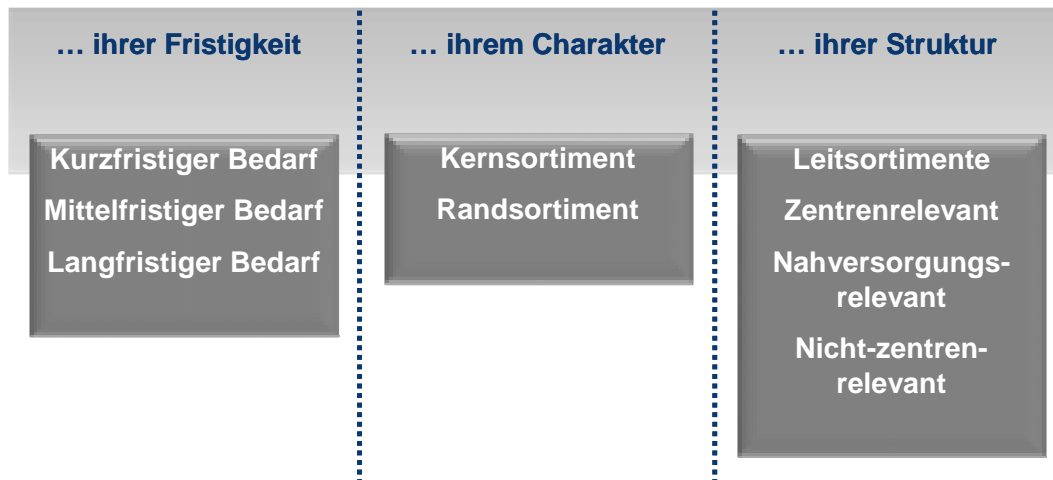 … ihrer Fristigkeit
Kurzfristiger Bedarf
Mittelfristiger Bedarf
Langfristiger Bedarf
… ihrem Charakter
Kernsortiment
Randsortiment
… ihrer Struktur
Leitsortimente
Zentrenrelevant
Nahversorgungs-
relevant
Nicht-zentren-
relevant